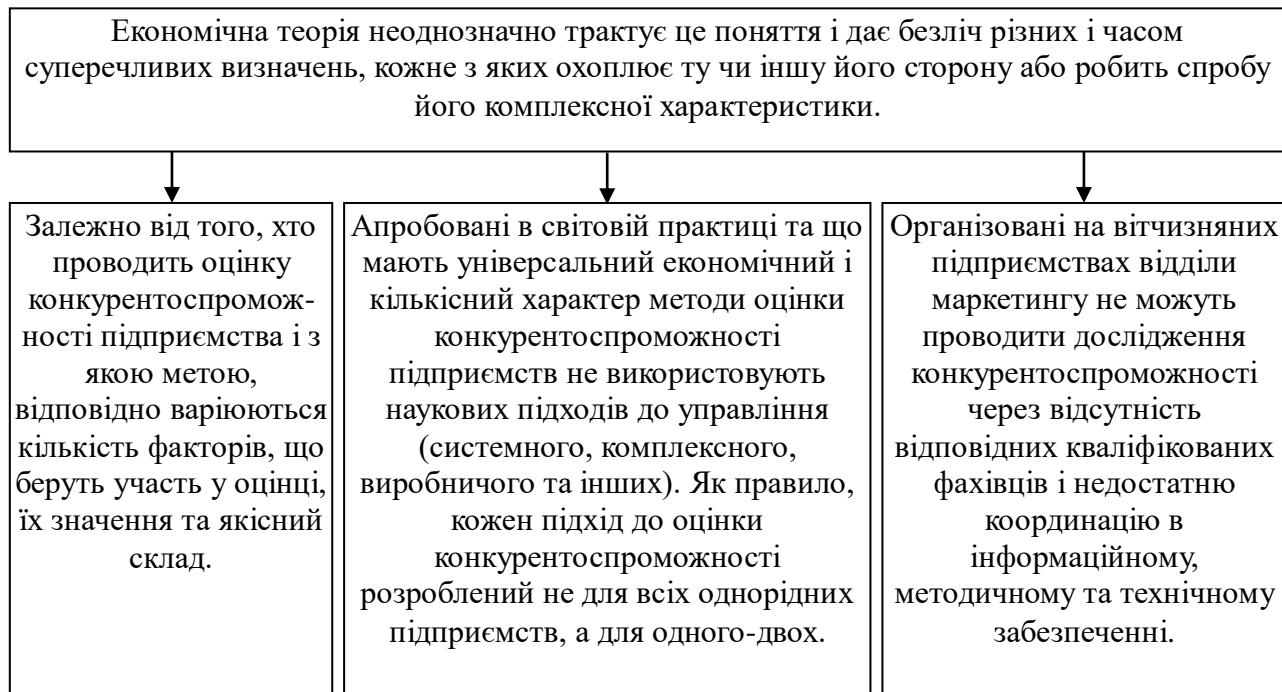 Економічна теорія неоднозначно трактує це поняття і дає безліч різних і часом
суперечливих визначень, кожне з яких охоплює ту чи іншу його сторону або робить спробу
його комплексної характеристики.
Залежно від того, хто
проводить оцінку
конкурентоспромож-
ності підприємства і з
якою метою,
відповідно варіюються
кількість факторів, що
беруть участь у оцінці,
їх значення та якісний
склад.
Апробовані в світовій практиці та що
мають універсальний економічний і
кількісний характер методи оцінки
конкурентоспроможності
підприємств не використовують
наукових підходів до управління
(системного, комплексного,
виробничого та інших). Як правило,
кожен підхід до оцінки
конкурентоспроможності
розроблений не для всіх однорідних
підприємств, а для одного-двох.
Організовані на вітчизняних
підприємствах відділи
маркетингу не можуть
проводити дослідження
конкурентоспроможності
через відсутність
відповідних кваліфікованих
фахівців і недостатню
координацію в
інформаційному,
методичному та технічному
забезпеченні.